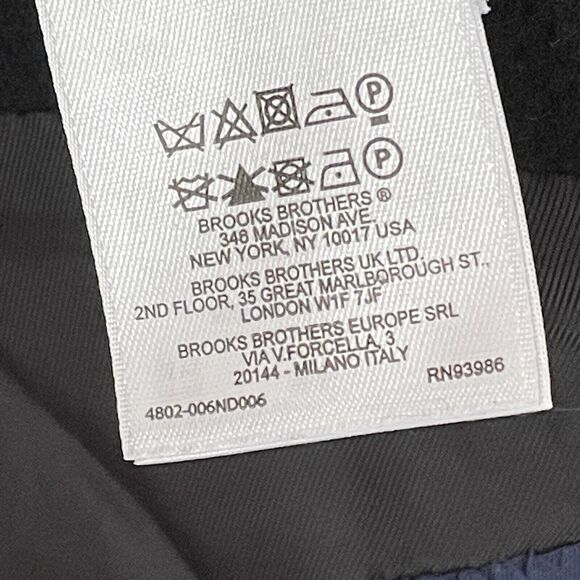 P
P
BROOKS BROTHERS ®
346 MADISON AVE.
NEW YORK, NY 10017 USA
BROOKS BROTHERS UK LTD.
2ND FLOOR, 35 GREAT MARLBOROUGH ST.,
LONDON W1F 7JF
BROOKS BROTHERS EUROPE SRL
VIA V.FORCELLA, 3
20144 - MILANO ITALY
RN93986
4802-006ND006